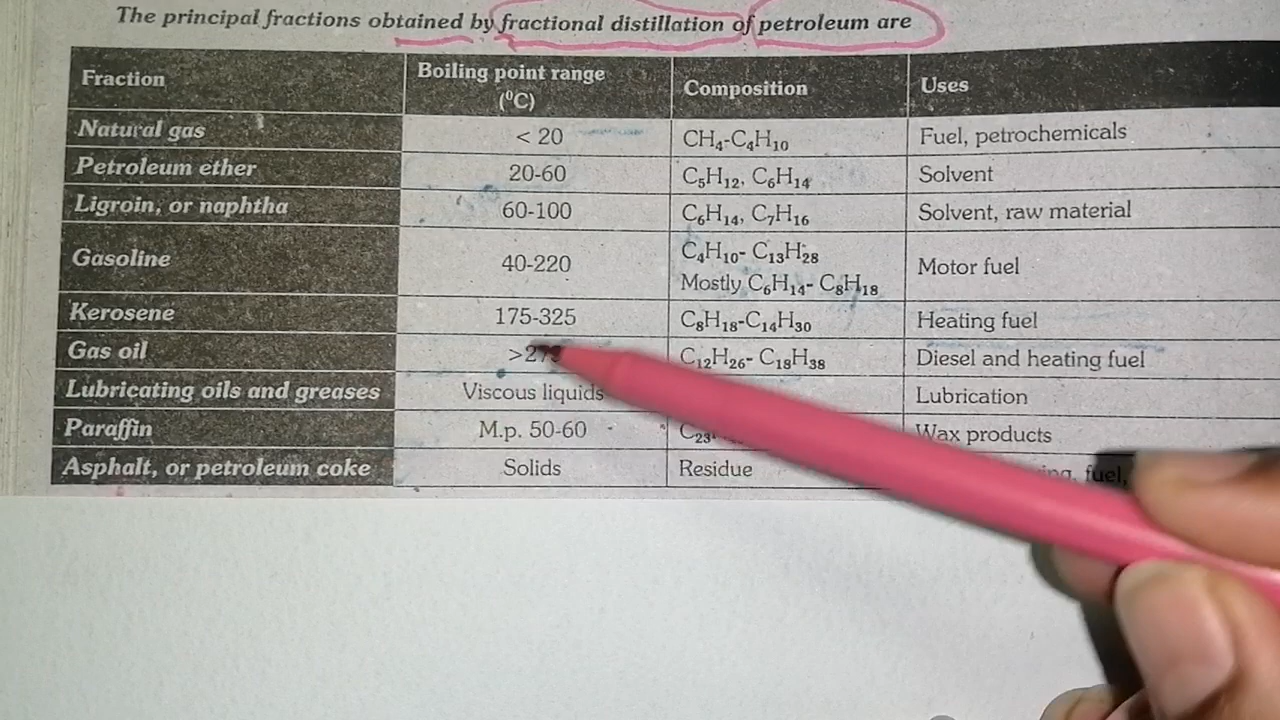 The principal fractions obtained by fractional distillation of petroleum are
Fraction Boiling point range (⁰C) Composition Uses
Natural gas < 20 CH₄-C₄H₁₀ Fuel, petrochemicals
Petroleum ether 20-60 C₅H₁₂, C₆H₁₄ Solvent
Ligroin, or naphtha 60-100 C₆H₁₄, C₇H₁₆ Solvent, raw material
Gasoline 40-220 C₄H₁₀- C₁₃H₂₈ Motor fuel
Mostly C₆H₁₄- C₈H₁₈
Kerosene 175-325 C₈H₁₈-C₁₄H₃₀ Heating fuel
Gas oil C₁₂H₂₆- C₁₈H₃₈ Diesel and heating fuel
Lubricating oils and greases Viscous liquids Lubrication
Paraffin M.p. 50-60 Wax products
Asphalt, or petroleum coke Solids Residue fuel,